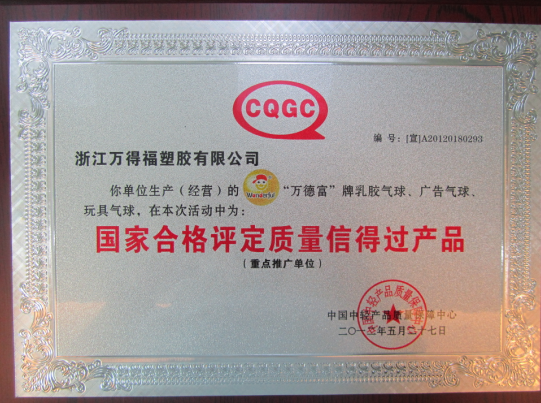 CQGC
编 号：[宣]A20120180293
浙江万得福塑胶有限公司
你单位生产（经营）的 Wonderful “万德富”牌乳胶气球、广告气球、
玩具气球，在本次活动中为：
国家合格评定质量信得过产品
（重点推广单位）
中国中轻产品质量保障中心
二〇一二年五月二十七日